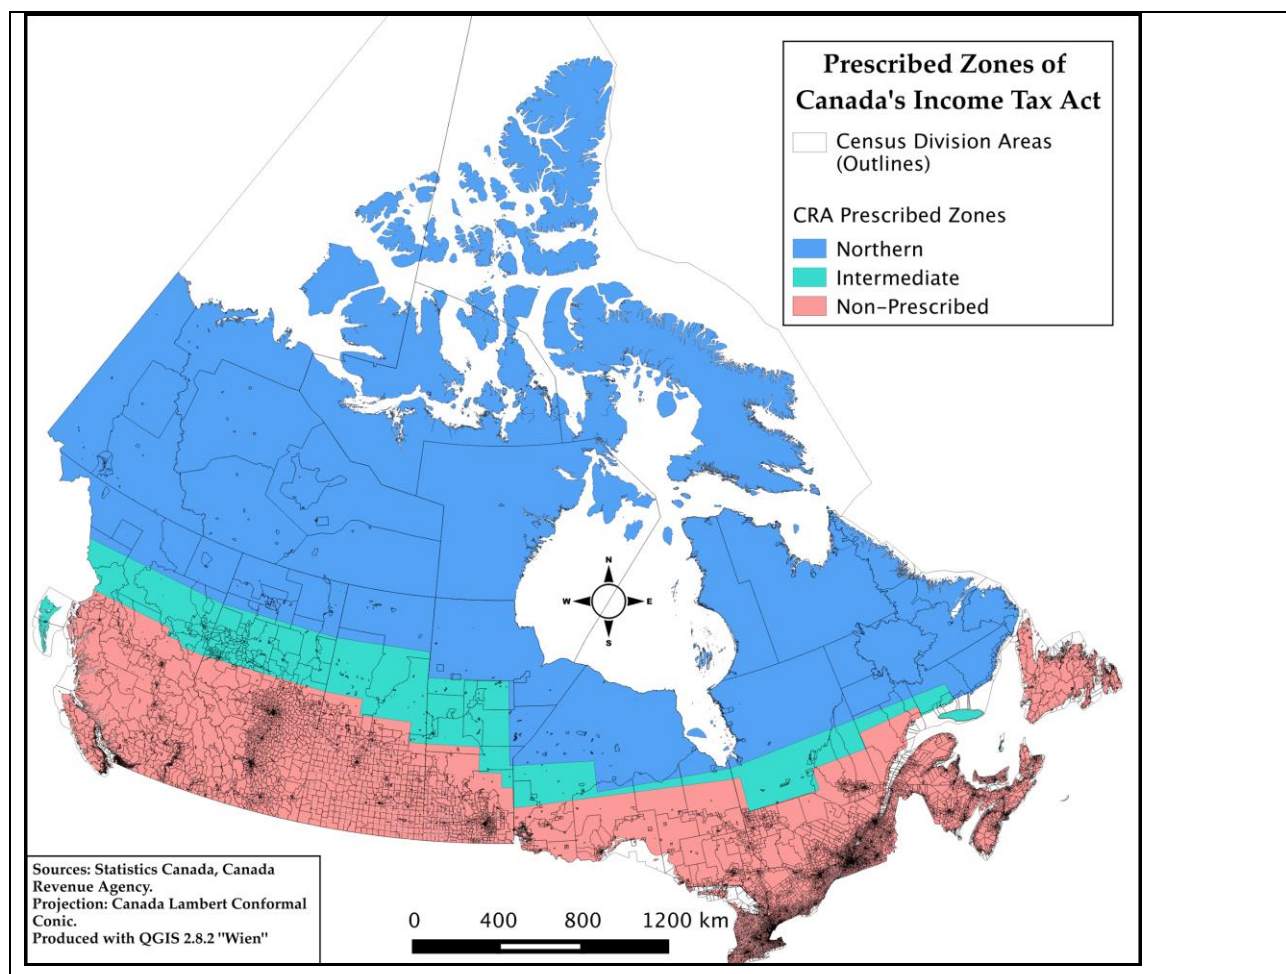 Prescribed Zones of
Canada's Income Tax Act
Census Division Areas
(Outlines)
CRA Prescribed Zones
Northern
Intermediate
Non-Prescribed
N
W E
S
Sources: Statistics Canada, Canada
Revenue Agency.
Projection: Canada Lambert Conformal
Conic.
Produced with QGIS 2.8.2 "Wien"
0 400 800 1200 km